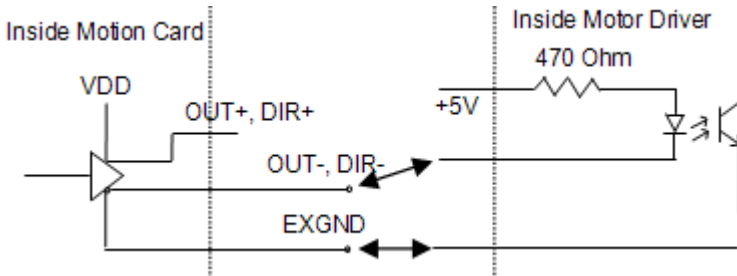 Inside Motion Card
Inside Motor Driver
470 Ohm
VDD
+5V
OUT+, DIR+
OUT-, DIR-
EXGND